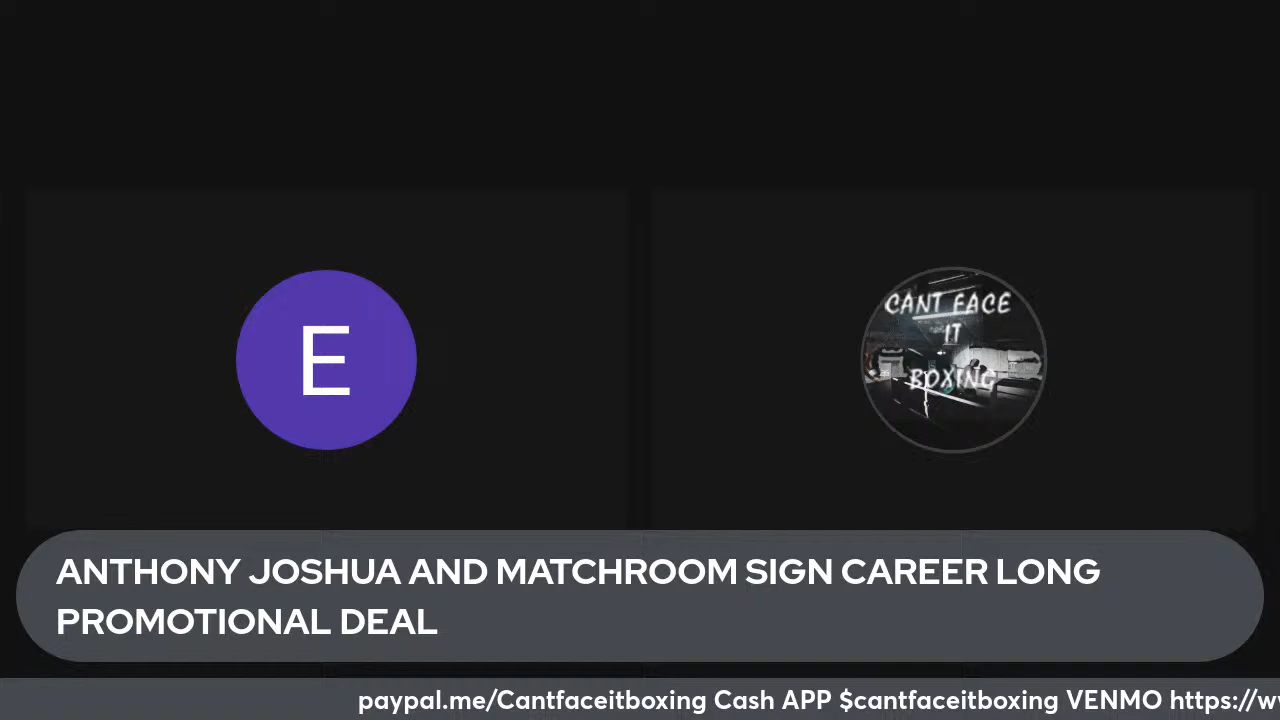 E
CANT FACE
IT
BOXING
ANTHONY JOSHUA AND MATCHROOM SIGN CAREER LONG
PROMOTIONAL DEAL
paypal.me/Cantfaceitboxing Cash APP $cantfaceitboxing VENMO https://w